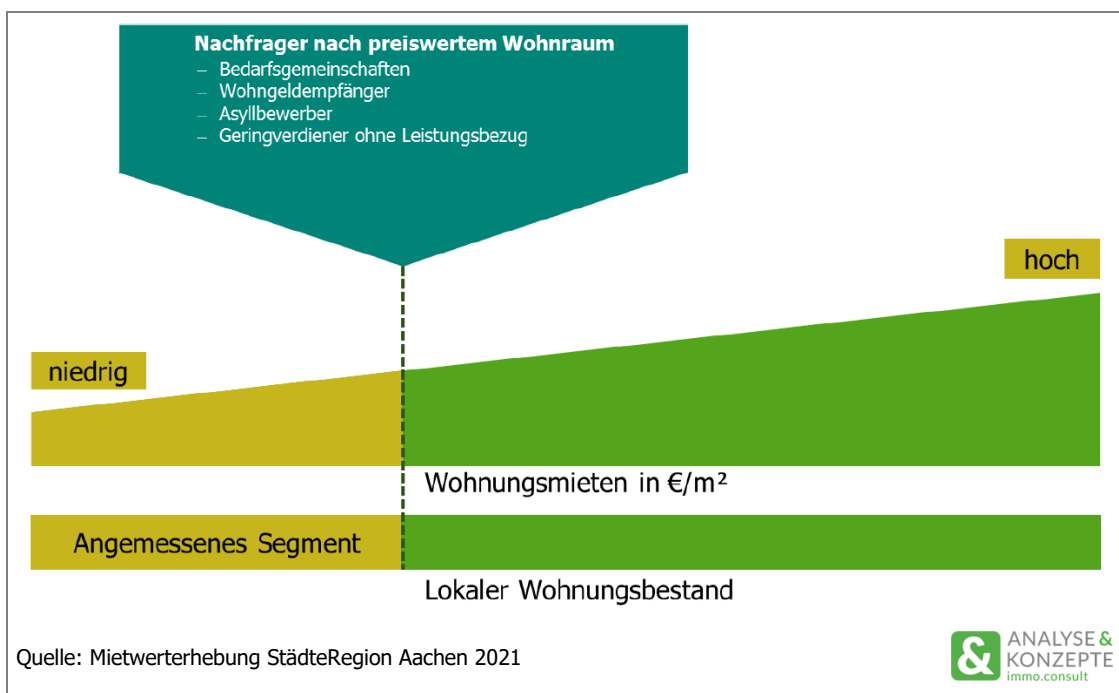 Nachfrager nach preiswertem Wohnraum
– Bedarfsgemeinschaften
– Wohngeldempfänger
– Asyllbewerber
– Geringverdiener ohne Leistungsbezug
hoch
niedrig
Wohnungsmieten in €/m²
Angemessenes Segment
Lokaler Wohnungsbestand
Quelle: Mietwerterhebung StädteRegion Aachen 2021
& ANALYSE &
KONZEPTE
immo.consult